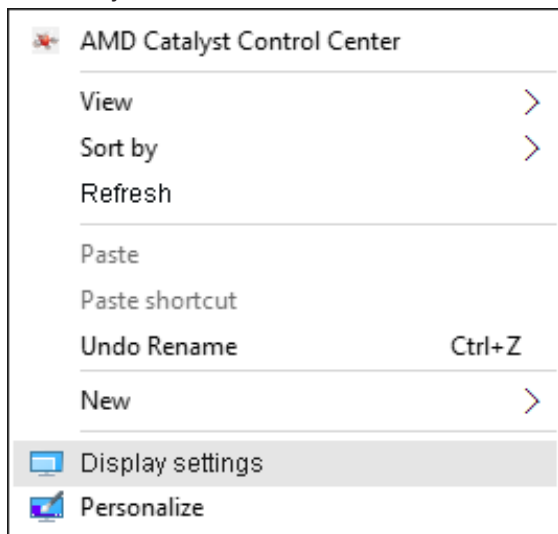 AMD Catalyst Control Center
View
Sort by
Refresh
Paste
Paste shortcut
Undo Rename Ctrl+Z
New
Display settings
Personalize